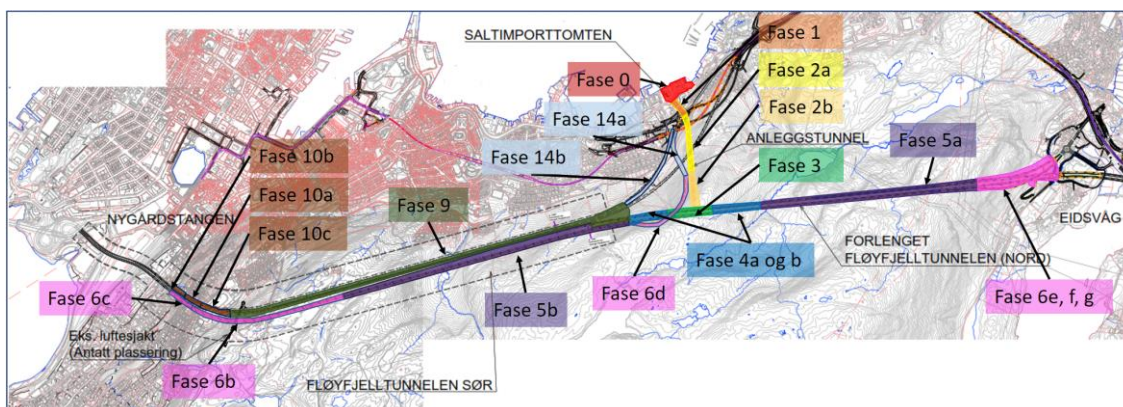 SALTIMPORTTOMTEN
Fase 1
Fase 0
Fase 2a
Fase 14a
Fase 2b
ANLEGGSTUNNEL
Fase 10b
Fase 14b
Fase 3
Fase 5a
Fase 10a
Fase 9
NYGÅRDSTANGEN
Fase 10c
EIDSVÅG
Fase 4a og b
FORLENGET
FLØYFJELLTUNNELEN (NORD)
Fase 6c
Fase 5b
Fase 6d
Fase 6e, f, g
Eks. luftesjakt
(Antatt plassering)
Fase 6b
FLØYFJELLTUNNELEN SØR